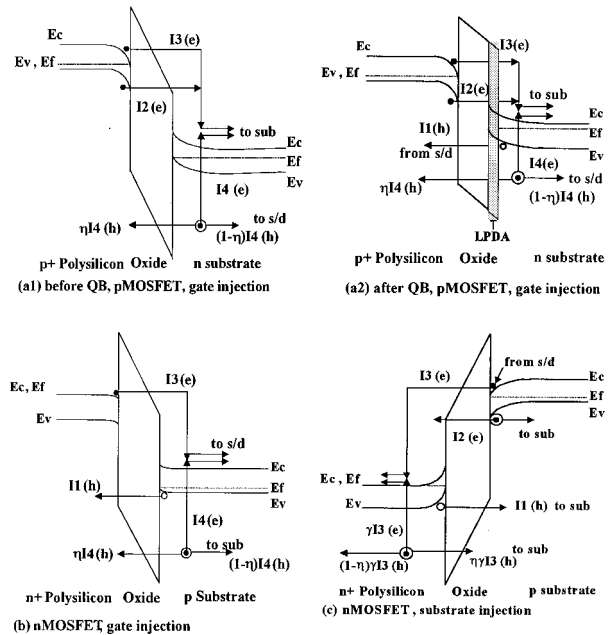 Ec
I3(e)
Ev , Ef
I2(e)
to sub
Ec
Ef
Ev
I4 (e)
to s/d
ηI4(h)
(1-η)I4 (h)
p+ Polysilicon Oxide n substrate
(a1) before QB, pMOSFET, gate injection
Ec
I3(e)
Ev, Ef
I2(e)
to sub
I1(h)
Ec
Ef
from s/d
I4(e)
Ev
to s/d
ηI4(h)
(1-η)I4 (h)
LPDA
p+ Polysilicon Oxide n substrate
(a2) after QB, pMOSFET, gate injection
Ec, Ef
I3(e)
Ev
to s/d
Ec
I1(h)
Ef
Ev
I4(e)
to sub
ηI4(h)
(1-η)I4(h)
n+ Polysilicon Oxide p Substrate
(b) nMOSFET, gate injection
from s/d
I3(e)
Ec
Ef
I2(e)
Ev
to sub
Ec , Ef
Ev
I1(h) to sub
γI3(e)
to sub
(1-η)γI3(h)
ηγI3(h)
n+ Polysilicon Oxide p substrate
(c) nMOSFET , substrate injection